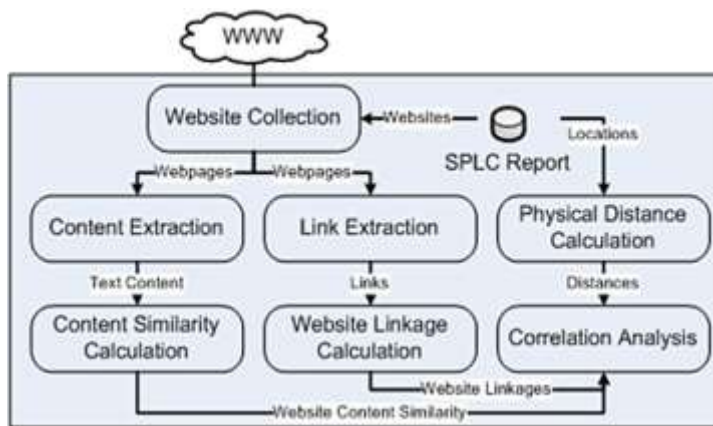 WWW
Website Collection
Websites
SPLC Report
Locations
Webpages
Webpages
Content Extraction
Link Extraction
Physical Distance
Calculation
Text Content
Links
Distances
Content Similarity
Calculation
Website Linkage
Calculation
Correlation Analysis
Website Linkages
Website Content Similarity